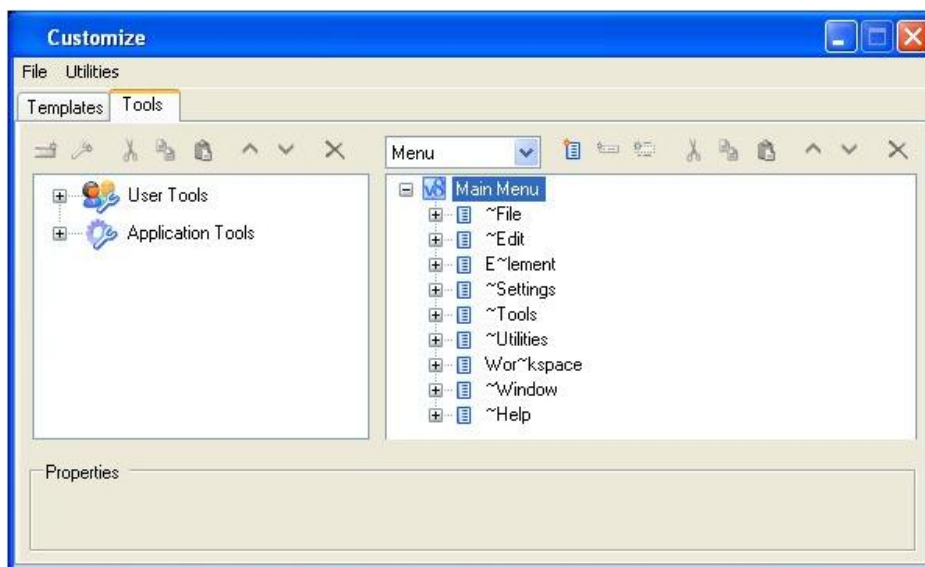 Customize
File Utilities
Templates Tools
Menu
User Tools
Application Tools
v8 Main Menu
~File
~Edit
E~lement
~Settings
~Tools
~Utilities
Wor~kspace
~Window
~Help
Properties